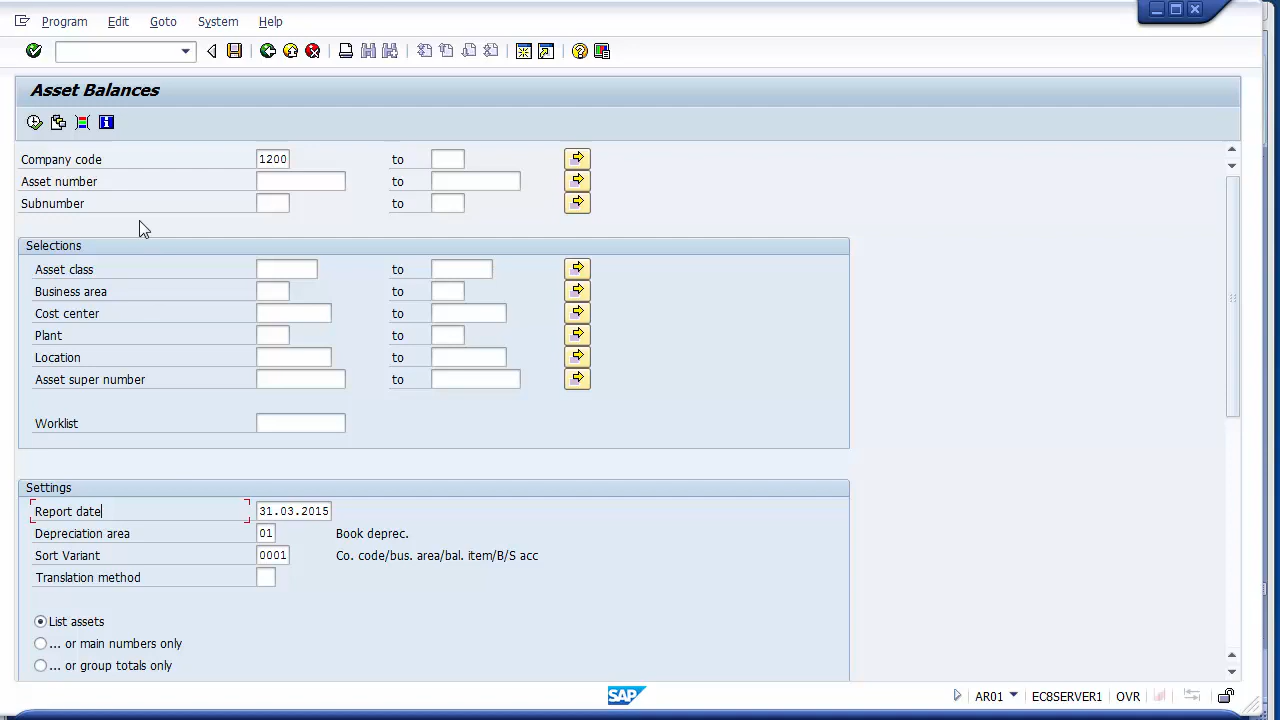 Program Edit Goto System Help
Asset Balances
Company code 1200 to
Asset number to
Subnumber to
Selections
Asset class to
Business area to
Cost center to
Plant to
Location to
Asset super number to
Worklist
Settings
Report date 31.03.2015
Depreciation area 01 Book deprec.
Sort Variant 0001 Co. code/bus. area/bal. item/B/S acc
Translation method
List assets
... or main numbers only
... or group totals only
SAP AR01 ECSERVER1 OVR